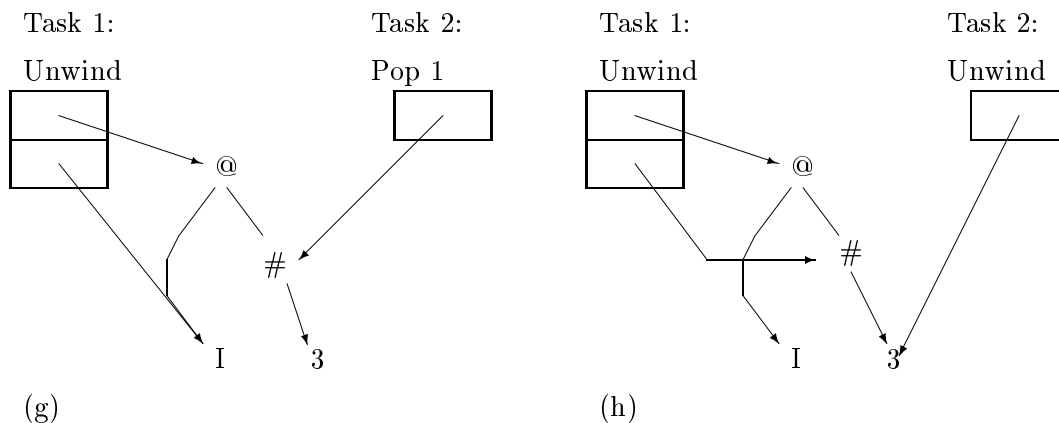 Task 1:
Task 2:
Unwind
Pop 1
@
#
I
3
(g)
Task 1:
Task 2:
Unwind
Unwind
@
#
I
3
(h)